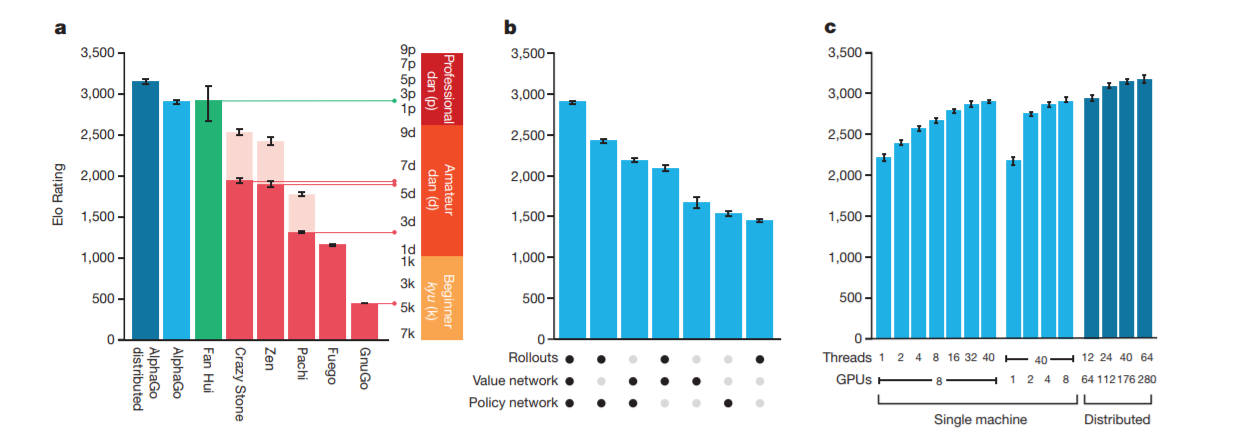 a
Elo Rating
3,500
3,000
2,500
2,000
1,500
1,000
500
0
AlphaGo distributed
AlphaGo
Fan Hui
Crazy Stone
Zen
Pachi
Fuego
GnuGo
9p
7p
5p
3p
1p
9d
7d
5d
3d
1d
1k
3k
5k
7k
Professional dan (p)
Amateur dan (d)
Beginner kyu (k)
b
3,500
3,000
2,500
2,000
1,500
1,000
500
0
Rollouts
Value network
Policy network
c
3,500
3,000
2,500
2,000
1,500
1,000
500
0
Threads 1 2 4 8 16 32 40 40 12 24 40 64
GPUs 8 1 2 4 8 64 112 176 280
Single machine Distributed